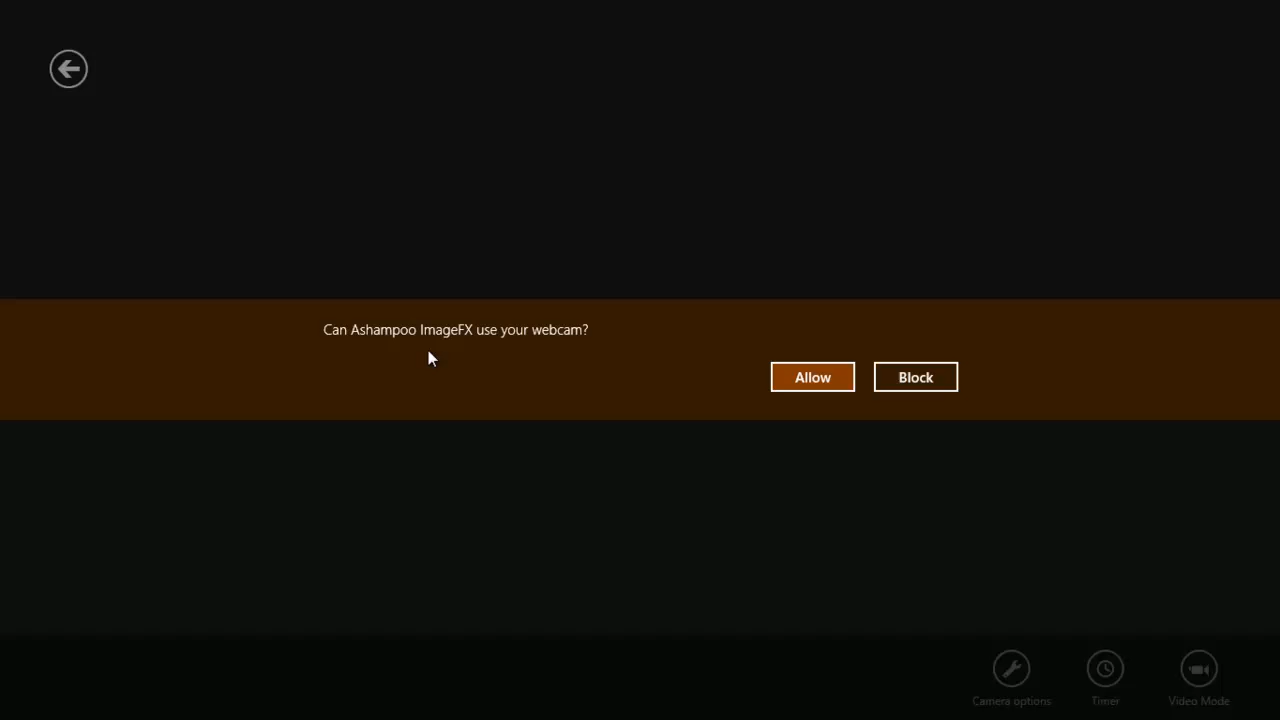 Can Ashampoo ImageFX use your webcam?
Allow
Block
Camera options
Timer
Video Mode